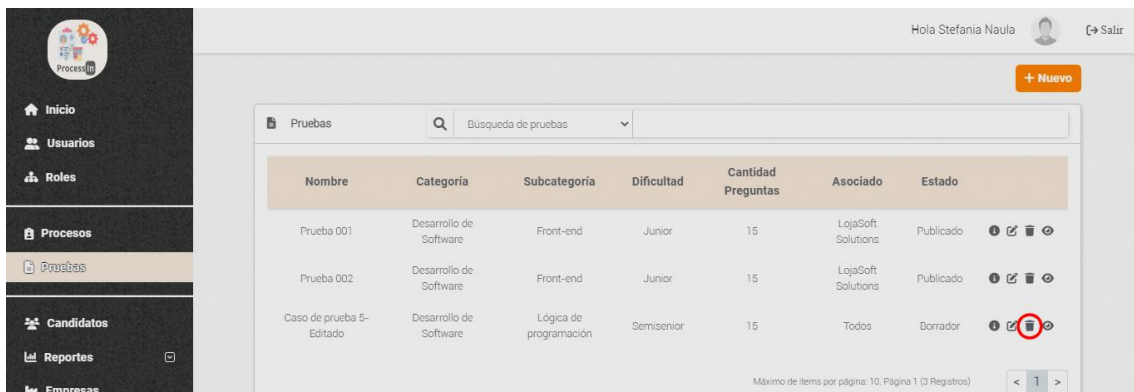 Hola Stefania Naula
Salir
ProcessIn
+ Nuevo
Inicio
Usuarios
Roles
Procesos
Pruebas
Candidatos
Reportes
Empresas
Pruebas Búsqueda de pruebas
Nombre Categoría Subcategoría Dificultad Cantidad Preguntas Asociado Estado
Prueba 001 Desarrollo de Software Front-end Junior 15 LojaSoft Solutions Publicado
Prueba 002 Desarrollo de Software Front-end Junior 15 LojaSoft Solutions Publicado
Caso de prueba 5-Editado Desarrollo de Software Lógica de programación Semisenior 15 Todos Borrador
Máximo de items por página: 10. Página 1 (3 Registros) < 1 >